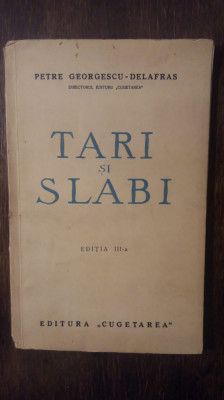 PETRE GEORGESCU-DELAFRAS
DIRECTORUL EDITURII „CUGETAREA”
TARI
ȘI
SLABI
EDIȚIA III-a
EDITURA „CUGETAREA”